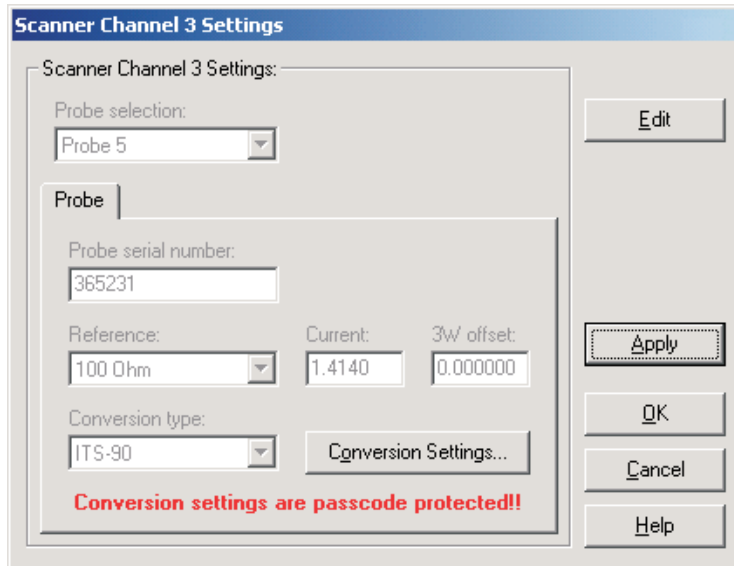 Scanner Channel 3 Settings
Scanner Channel 3 Settings:
Probe selection:
Probe 5
Edit
Probe
Probe serial number:
365231
Reference: Current: 3W offset:
100 Ohm 1.4140 0.000000
Apply
Conversion type:
ITS-90 Conversion Settings...
OK
Conversion settings are passcode protected!!
Cancel
Help